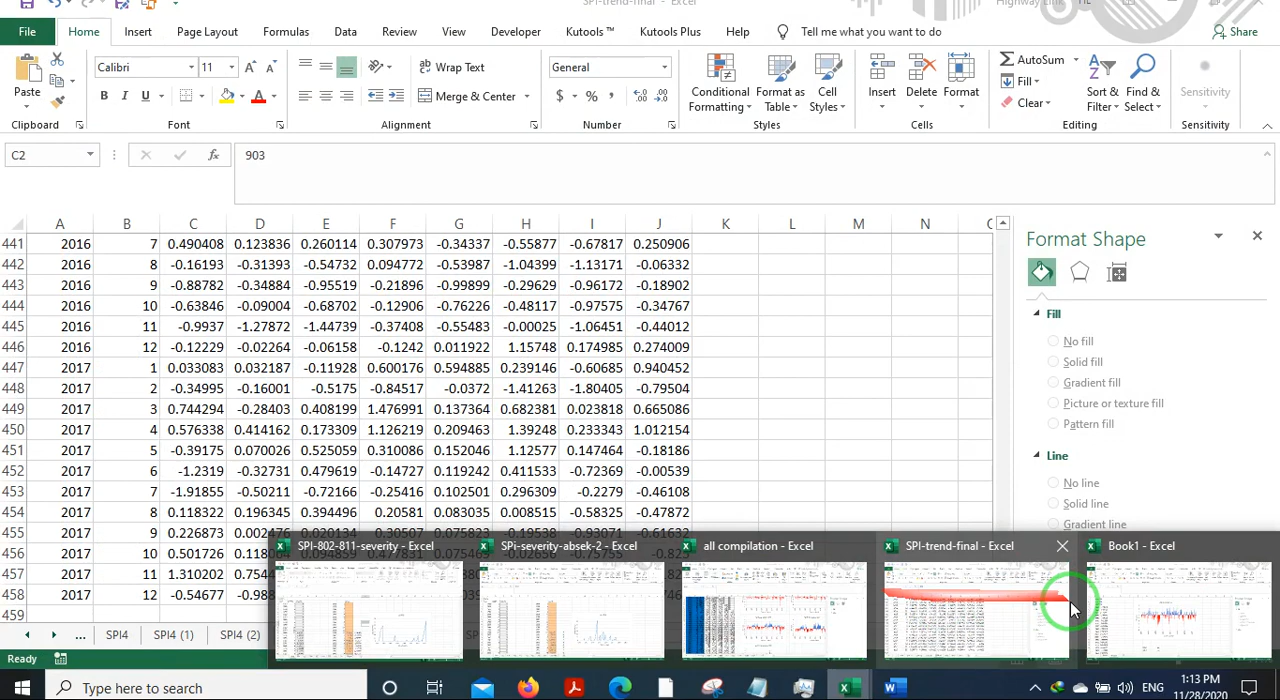 SPI-trend-final - Excel
File Home Insert Page Layout Formulas Data Review View Developer Kutools ™ Kutools Plus Help Tell me what you want to do Share
Calibri 11 Wrap Text General AutoSum
Paste B I U Merge & Center $ % Conditional Formatting Format as Table Cell Styles Insert Delete Format Fill Clear Sort & Filter Find & Select Sensitivity
Clipboard Font Alignment Number Styles Cells Editing Sensitivity
C2 fx 903
A B C D E F G H I J K L M N
441 2016 7 0.490408 0.123836 0.260114 0.307973 -0.34337 -0.55877 -0.67817 0.250906
442 2016 8 -0.16193 -0.31393 -0.54732 0.094772 -0.53987 -1.04399 -1.13171 -0.06332
443 2016 9 -0.88782 -0.34884 -0.95513 -0.21829 -0.99899 -0.29629 -0.96172 -0.18902
444 2016 10 -0.63846 -0.09004 -0.68702 -0.12906 -0.76226 -0.48117 -0.97575 -0.34767
445 2016 11 -0.9937 -1.27872 -1.44739 -0.37408 -0.55483 -0.00025 -1.06451 -0.44012
446 2016 12 -0.12229 -0.02264 -0.06158 -0.1242 0.011922 1.15748 0.174985 0.274009
447 2017 1 0.033083 0.032187 -0.11928 0.600176 0.594885 0.239146 -0.60685 0.940452
448 2017 2 -0.34995 -0.16001 -0.5175 -0.84517 -0.0372 -1.41263 -1.80405 -0.79504
449 2017 3 0.744294 -0.28403 0.408199 1.476991 0.137364 0.682381 0.023818 0.665086
450 2017 4 0.576338 0.414162 0.173309 1.126219 0.209463 1.39248 0.233343 1.012154
451 2017 5 -0.39175 0.070026 0.525059 0.310086 0.152046 1.12577 0.147464 -0.18186
452 2017 6 -1.2319 -0.32731 0.479613 -0.14727 0.119242 0.411533 -0.72369 -0.00539
453 2017 7 -1.91855 -0.50211 -0.72166 -0.25416 0.102501 0.296309 -0.2279 -0.46108
454 2017 8 0.118322 0.196345 0.394496 0.20581 0.083035 0.008515 -0.58325 -0.47872
455 2017 9 0.226873
456 2017 10 0.501726
457 2017 11 1.310202
458 2017 12 -0.54677
459
Format Shape
Fill
No fill
Solid fill
Gradient fill
Picture or texture fill
Pattern fill
Line
No line
Solid line
Gradient line
SPI-802-811-severity - Excel SPi-severity-absek-2 - Excel all compilation - Excel SPI-trend-final - Excel Book1 - Excel
... SPI4 SPI4 (1) SPI4 (2)
Ready
Type here to search ENG 1:13 PM
11/28/2020